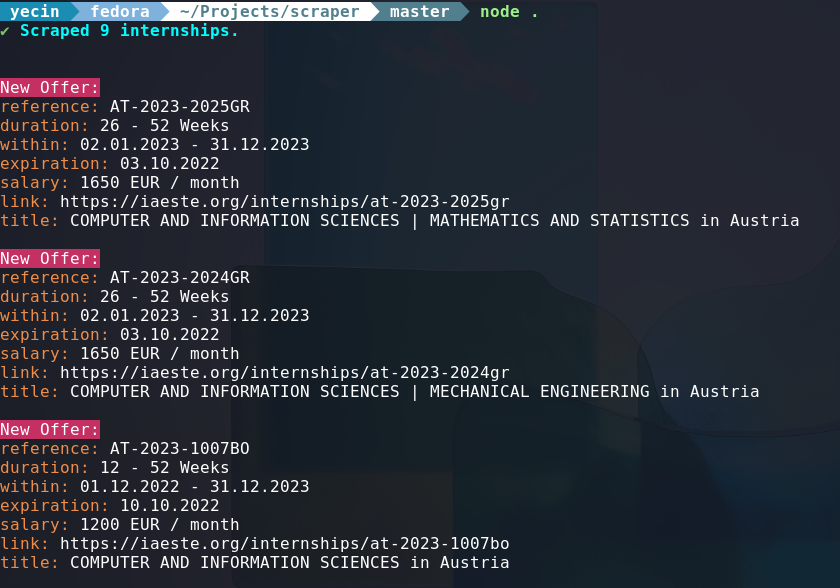 yecin fedora ~/Projects/scraper master node .
✔ Scraped 9 internships.
New Offer:
reference: AT-2023-2025GR
duration: 26 - 52 Weeks
within: 02.01.2023 - 31.12.2023
expiration: 03.10.2022
salary: 1650 EUR / month
link: https://iaeste.org/internships/at-2023-2025gr
title: COMPUTER AND INFORMATION SCIENCES | MATHEMATICS AND STATISTICS in Austria
New Offer:
reference: AT-2023-2024GR
duration: 26 - 52 Weeks
within: 02.01.2023 - 31.12.2023
expiration: 03.10.2022
salary: 1650 EUR / month
link: https://iaeste.org/internships/at-2023-2024gr
title: COMPUTER AND INFORMATION SCIENCES | MECHANICAL ENGINEERING in Austria
New Offer:
reference: AT-2023-1007BO
duration: 12 - 52 Weeks
within: 01.12.2022 - 31.12.2023
expiration: 10.10.2022
salary: 1200 EUR / month
link: https://iaeste.org/internships/at-2023-1007bo
title: COMPUTER AND INFORMATION SCIENCES in Austria